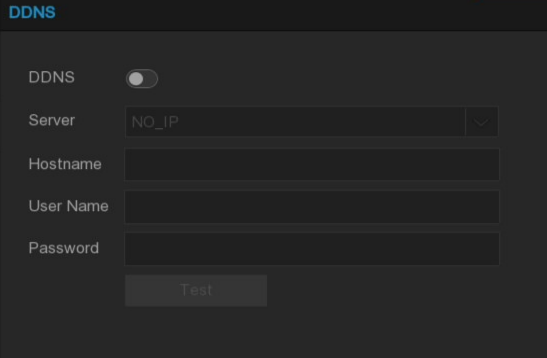 DDNS
DDNS
Server NO_IP
Hostname
User Name
Password
Test